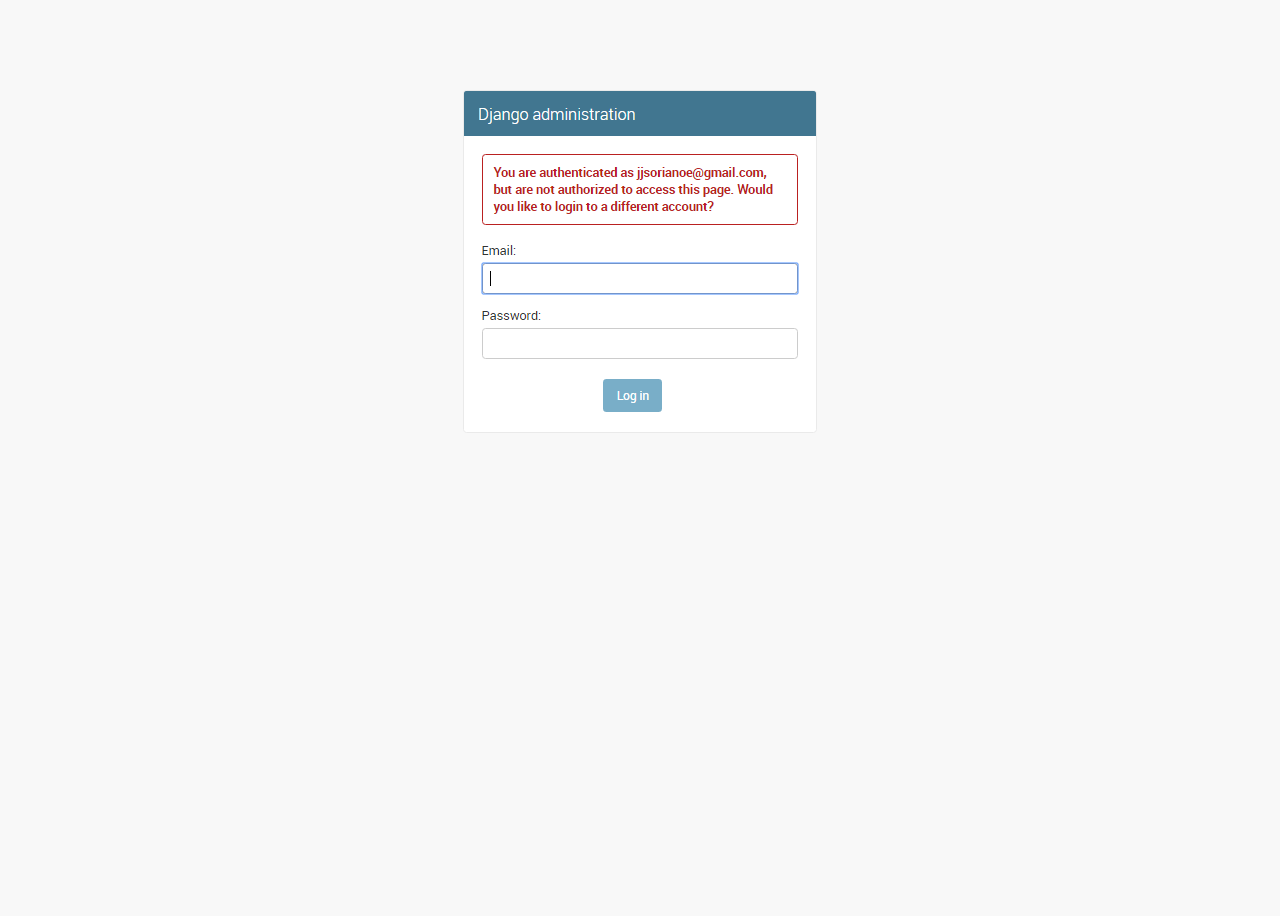 Django administration
You are authenticated as jjsorianoe@gmail.com,
but are not authorized to access this page. Would
you like to login to a different account?
Email:
Password:
Log in